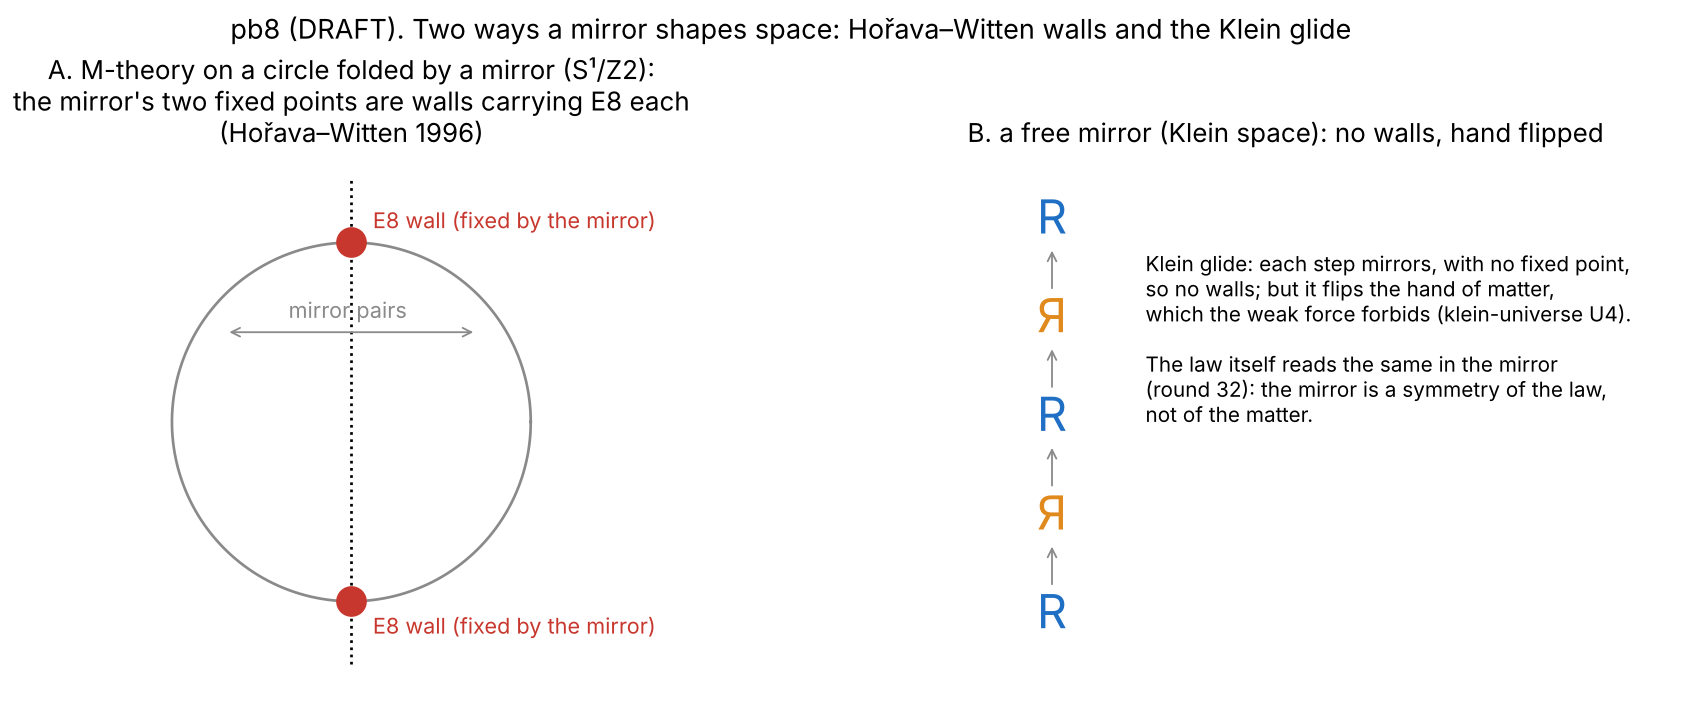 pb8 (DRAFT). Two ways a mirror shapes space: Hořava–Witten walls and the Klein glide
A. M-theory on a circle folded by a mirror (S¹/Z2):
the mirror's two fixed points are walls carrying E8 each
(Hořava–Witten 1996)
E8 wall (fixed by the mirror)
mirror pairs
E8 wall (fixed by the mirror)
B. a free mirror (Klein space): no walls, hand flipped
R
Я
R
Я
R
Klein glide: each step mirrors, with no fixed point,
so no walls; but it flips the hand of matter,
which the weak force forbids (klein-universe U4).
The law itself reads the same in the mirror
(round 32): the mirror is a symmetry of the law,
not of the matter.